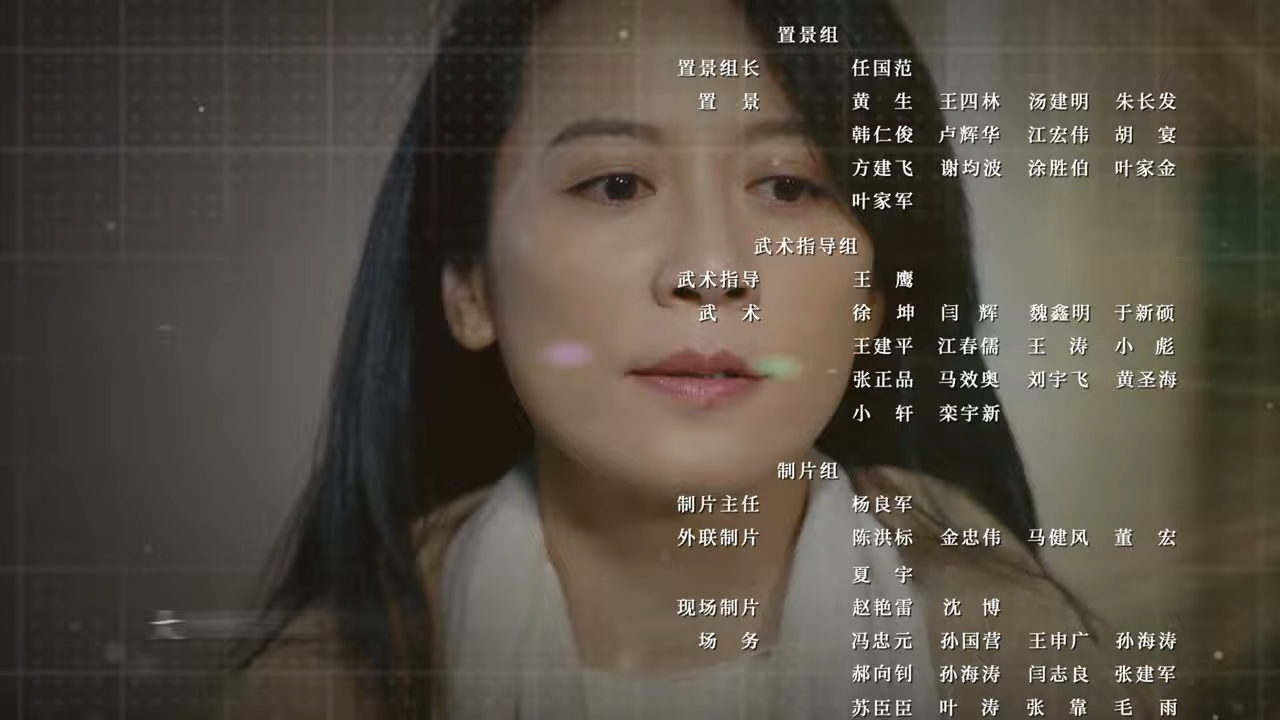 置景组
置景组长 任国范
置 景 黄 生 王四林 汤建明 朱长发
韩仁俊 卢辉华 江宏伟 胡 宴
方建飞 谢均波 涂胜伯 叶家金
叶家军
武术指导组
武术指导 王 鹰
武 术 徐 坤 闫 辉 魏鑫明 于新硕
王建平 江春儒 王 涛 小 彪
张正品 马效奥 刘宇飞 黄圣海
小 轩 栾宇新
制片组
制片主任 杨良军
外联制片 陈洪标 金忠伟 马健风 董 宏
夏 宇
现场制片 赵艳雷 沈 博
场 务 冯忠元 孙国营 王申广 孙海涛
郝向钊 孙海涛 闫志良 张建军
苏臣臣 叶 涛 张 靠 毛 雨